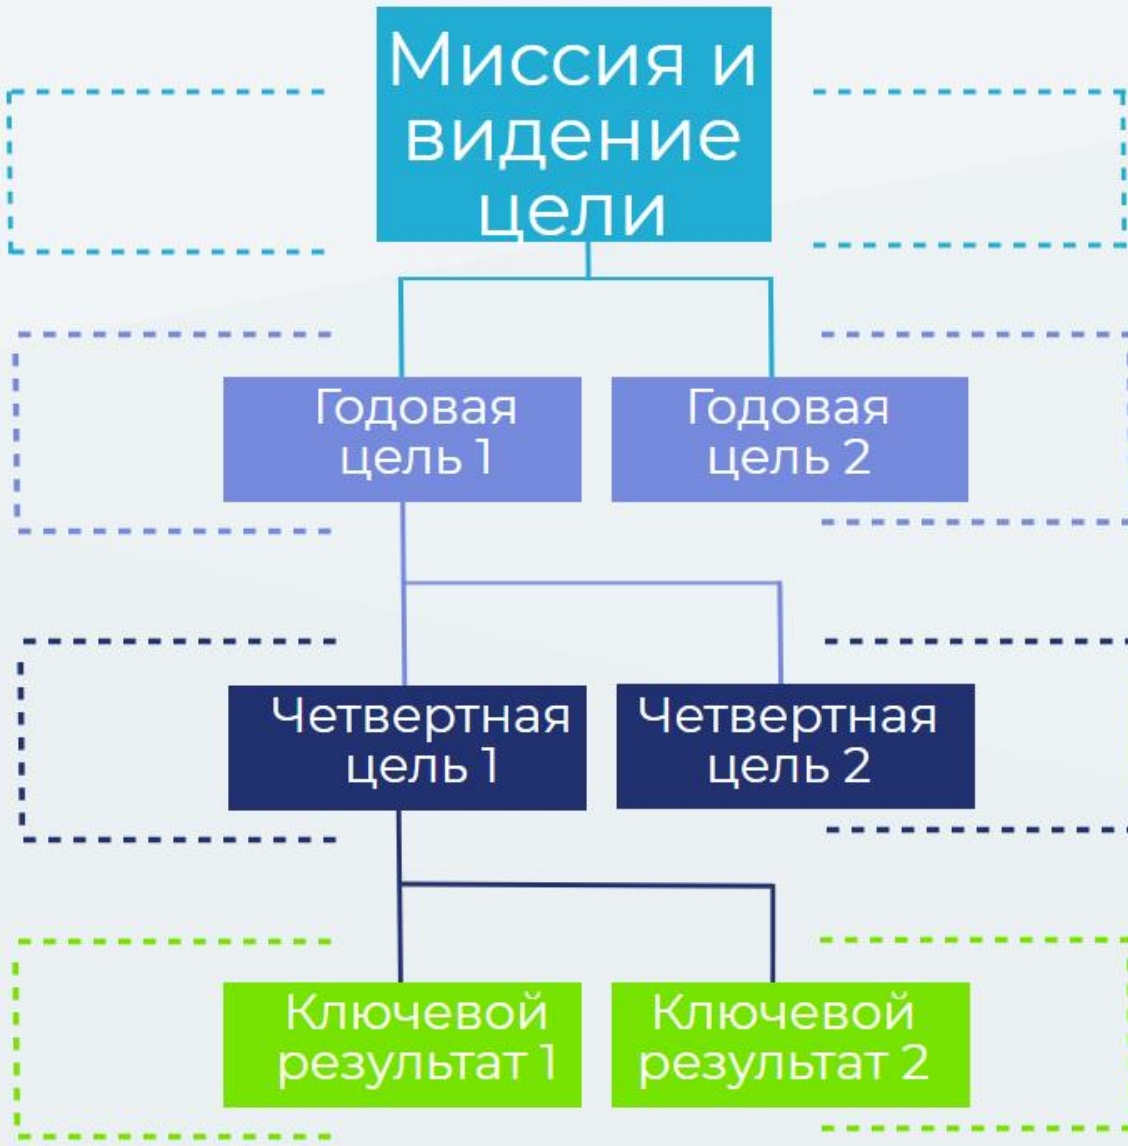 Миссия и
видение
цели
Годовая
цель 1
Годовая
цель 2
Четвертная
цель 1
Четвертная
цель 2
Ключевой
результат 1
Ключевой
результат 2